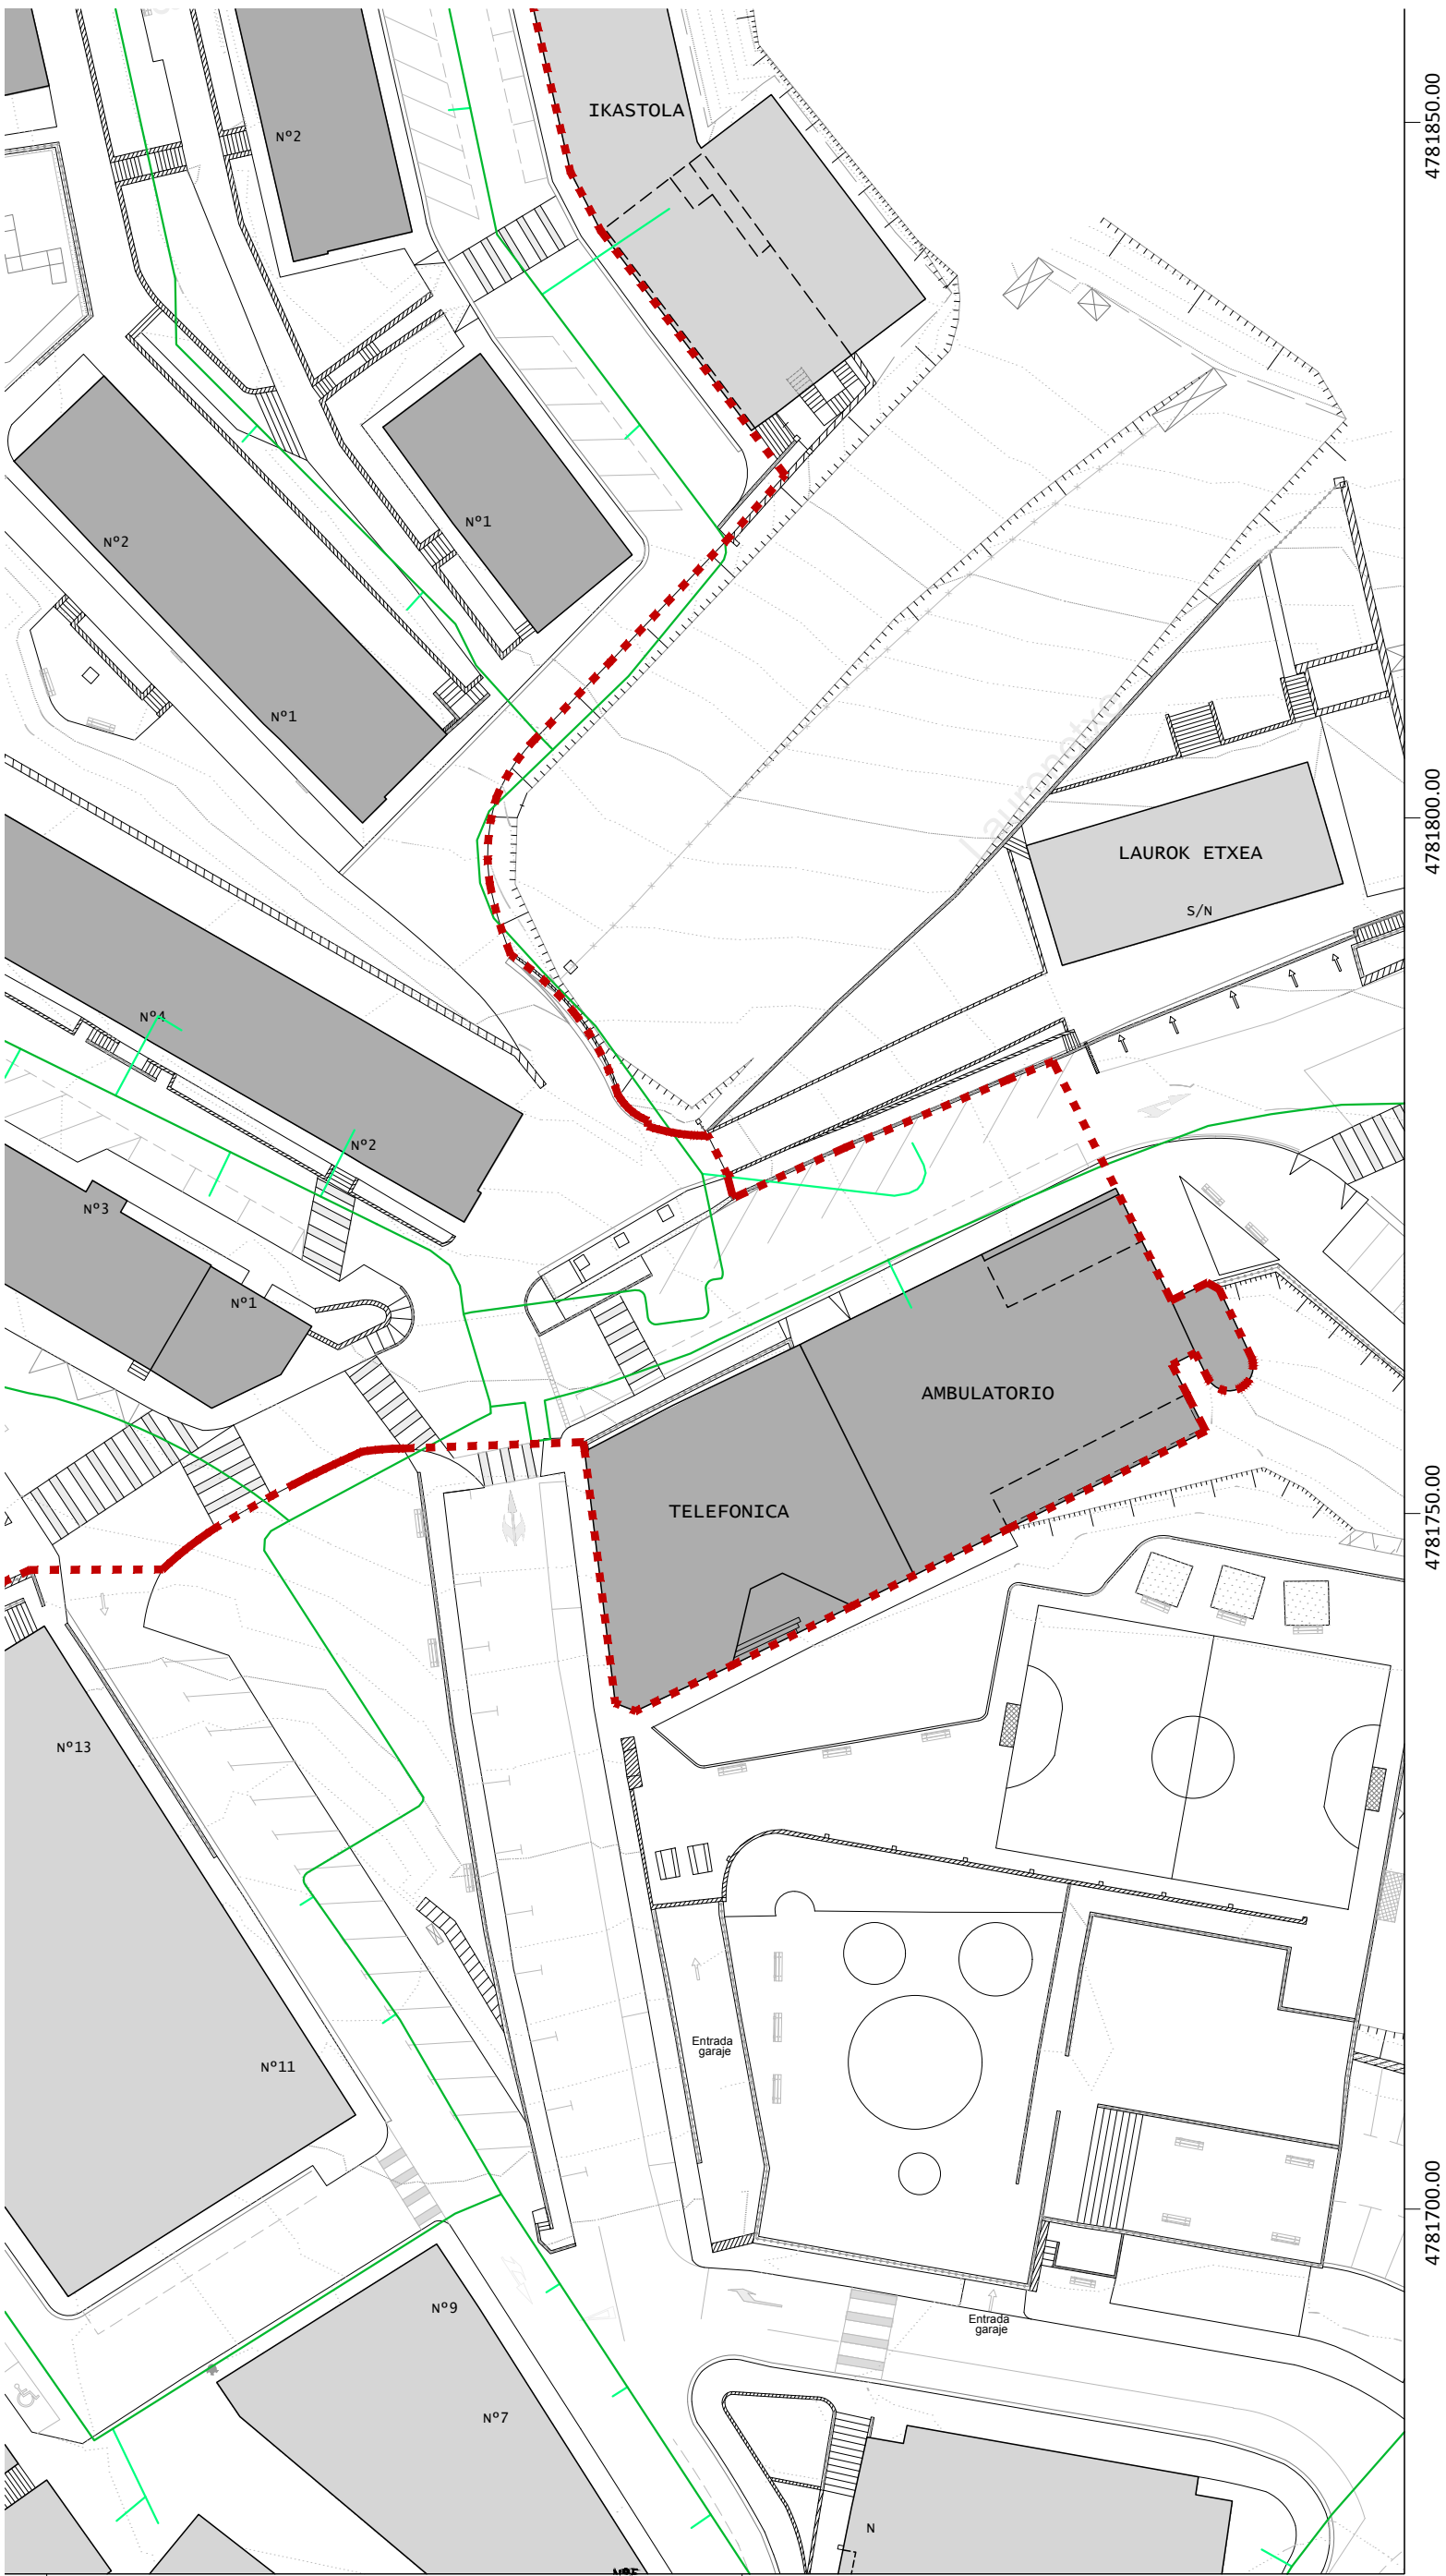 IKASTOLA
Nº2
4781850.00
Nº1
Nº2
Nº1
4781800.00
LAUROK ETXEA
S/N
Nº4
Nº2
Nº3
Nº1
AMBULATORIO
TELEFONICA
4781750.00
Nº13
Entrada
garaje
Nº11
4781700.00
Nº9
Entrada
garaje
Nº7
N